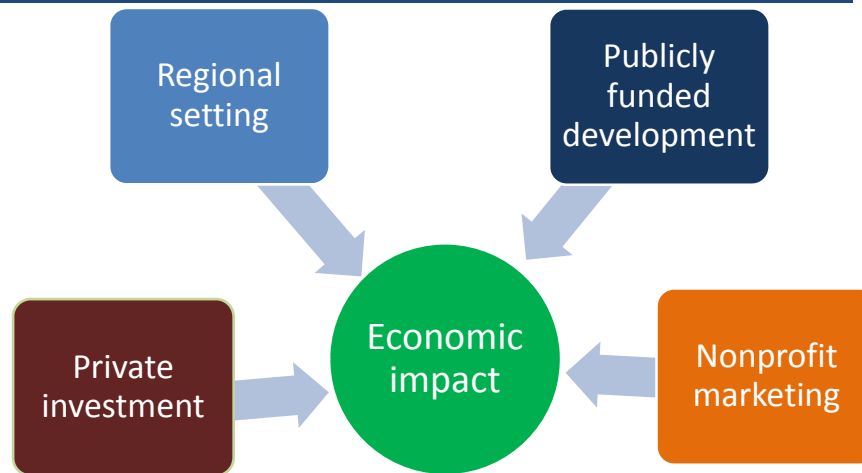 Regional
setting
Publicly
funded
development
Economic
impact
Private
investment
Nonprofit
marketing